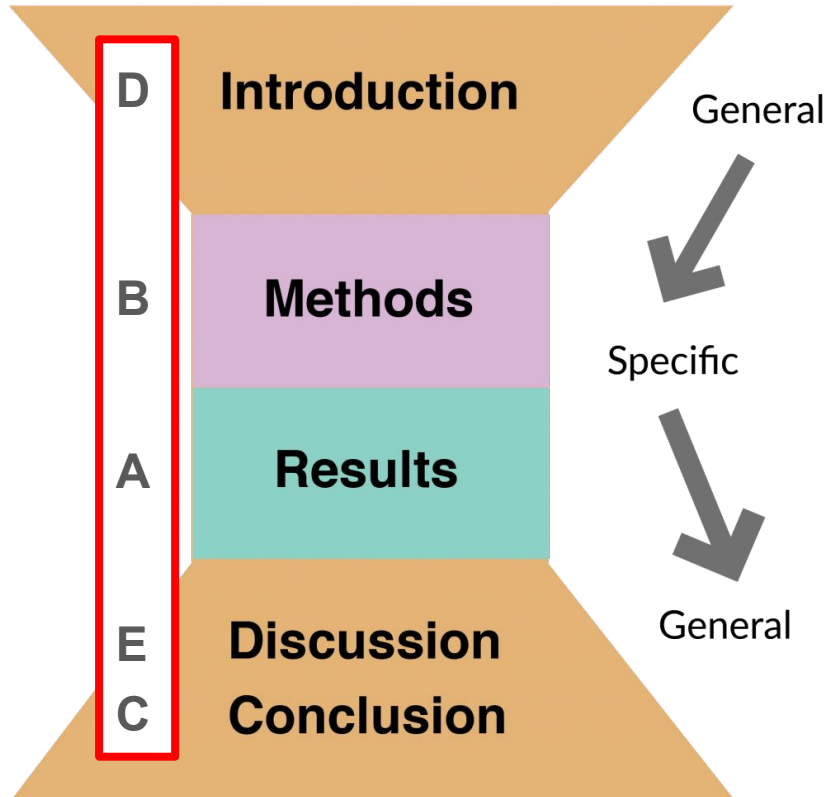 D Introduction
General
B Methods
Specific
A Results
E Discussion
General
C Conclusion